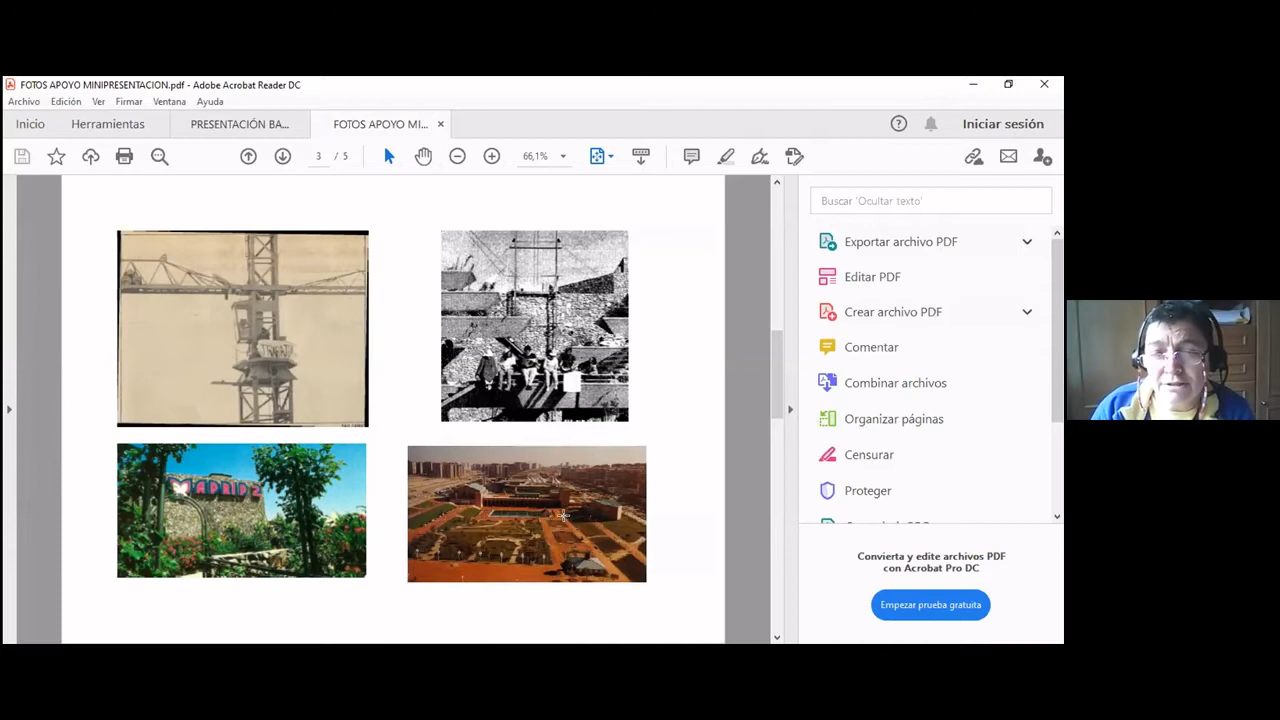 FOTOS APOYO MINIPRESENTACION.pdf - Adobe Acrobat Reader DC
Archivo Edición Ver Firmar Ventana Ayuda
Inicio Herramientas PRESENTACIÓN BA... FOTOS APOYO MI... × Iniciar sesión
3 / 5 66,1%
Buscar 'Ocultar texto'
Exportar archivo PDF
Editar PDF
Crear archivo PDF
Comentar
Combinar archivos
Organizar páginas
Censurar
Proteger
MADRID 2
Convierta y edite archivos PDF
con Acrobat Pro DC
Empezar prueba gratuita